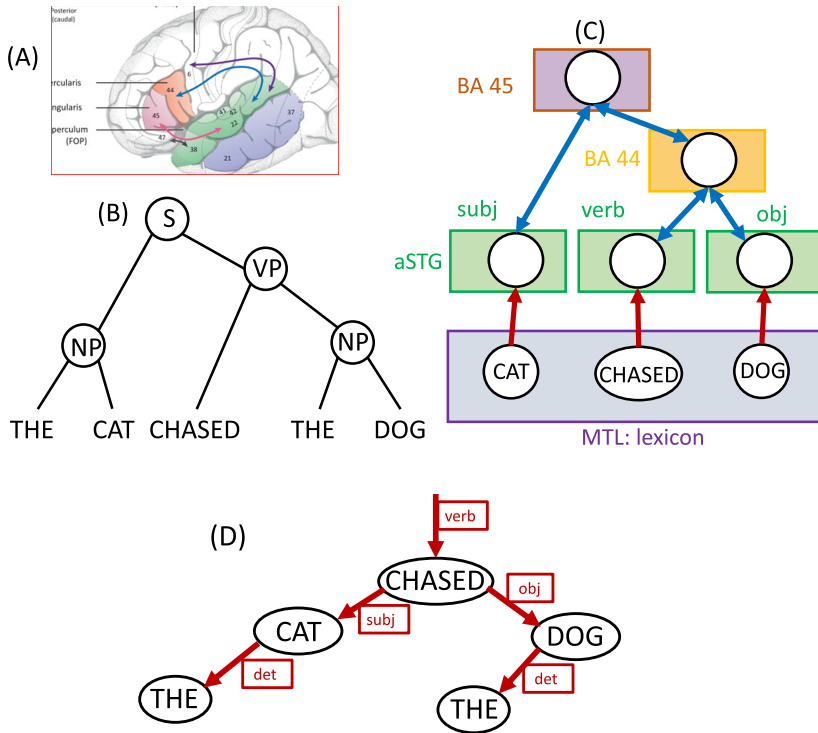 Posterior
(caudal)
(A)
6
ercularis
44
ngularis
45
41
42
22
37
perculum
(FOP)
47
38
21
(B)
S
VP
NP
NP
THE
CAT
CHASED
THE
DOG
(C)
BA 45
BA 44
subj
verb
obj
aSTG
CAT
CHASED
DOG
MTL: lexicon
(D)
verb
CHASED
subj
obj
CAT
DOG
det
det
THE
THE